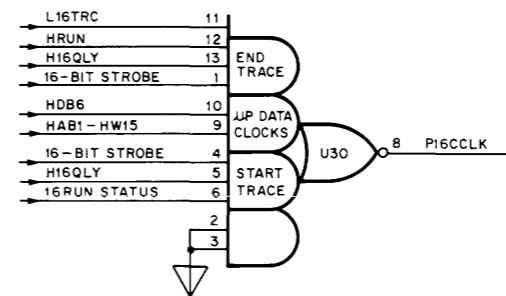 L16TRC 11
HRUN 12
H16QLY 13
16-BIT STROBE 1
END TRACE
HDB6 10
HAB1-HW15 9
μP DATA CLOCKS
16-BIT STROBE 4
H16QLY 5
16RUN STATUS 6
START TRACE
2
3
U30
8 P16CCLK